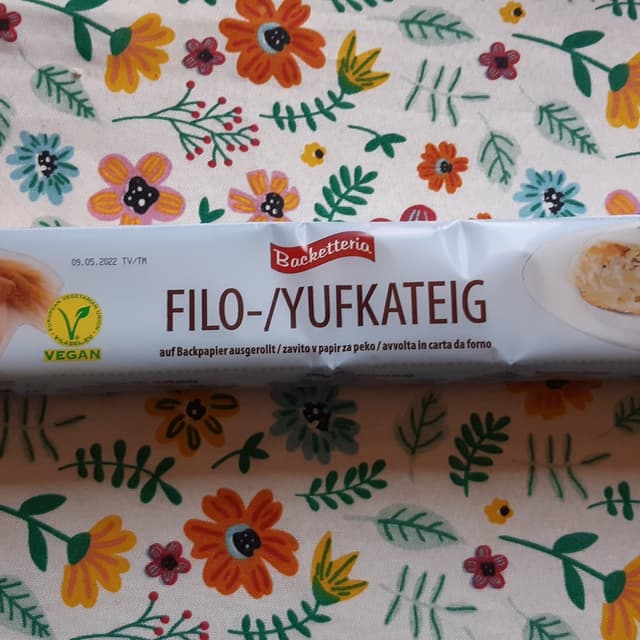 Backetteria
09.05.2022 TV/TM
FILO-/YUFKATEIG
auf Backpapier ausgerollt / zavito v papir za peko / avvolta in carta da forno
VEGAN